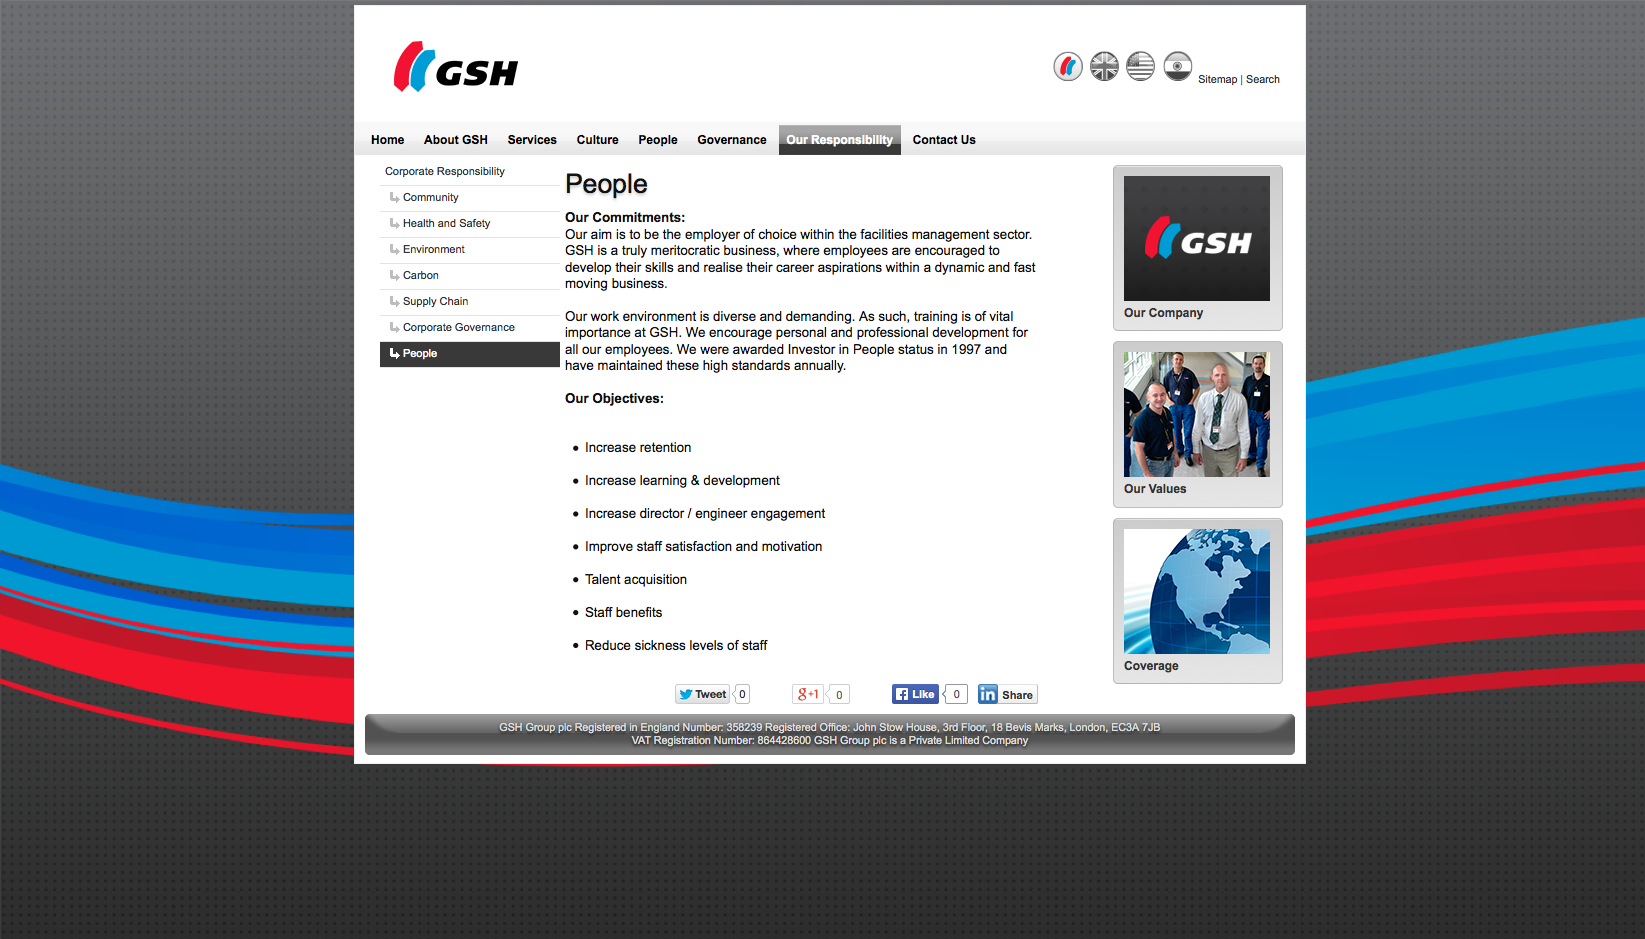 GSH
Sitemap | Search
Home About GSH Services Culture People Governance Our Responsibility Contact Us
Corporate Responsibility
Community
Health and Safety
Environment
Carbon
Supply Chain
Corporate Governance
People
People
Our Commitments:
Our aim is to be the employer of choice within the facilities management sector.
GSH is a truly meritocratic business, where employees are encouraged to
develop their skills and realise their career aspirations within a dynamic and fast
moving business.
Our work environment is diverse and demanding. As such, training is of vital
importance at GSH. We encourage personal and professional development for
all our employees. We were awarded Investor in People status in 1997 and
have maintained these high standards annually.
Our Objectives:
Increase retention
Increase learning & development
Increase director / engineer engagement
Improve staff satisfaction and motivation
Talent acquisition
Staff benefits
Reduce sickness levels of staff
GSH
Our Company
Our Values
Coverage
Tweet 0 g+1 0 Like 0 in Share
GSH Group plc Registered in England Number: 358239 Registered Office: John Stow House, 3rd Floor, 18 Bevis Marks, London, EC3A 7JB
VAT Registration Number: 864428600 GSH Group plc is a Private Limited Company